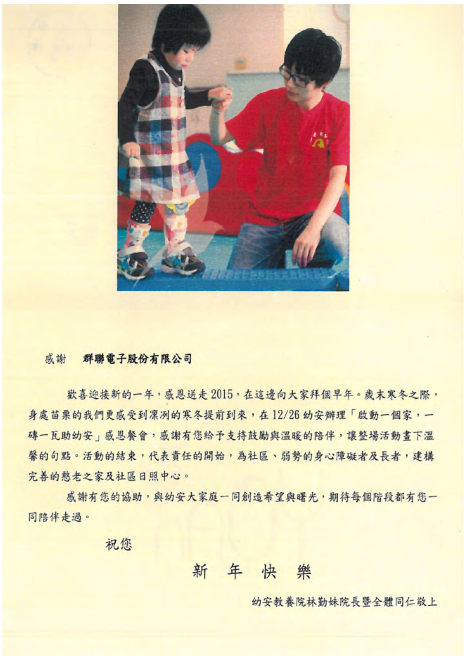 感謝 群聯電子股份有限公司
歡喜迎接新的一年，感恩送走 2015，在這邊向大家拜個早年。歲末寒冬之際，
身處苗栗的我們更感受到凜冽的寒冬提前到來，在 12/26 幼安辦理「啟動一個家，一
磚一瓦助幼安」感恩餐會，感謝有您給予支持鼓勵與溫暖的陪伴，讓整場活動畫下溫
馨的句點。活動的結束，代表責任的開始，為社區、弱勢的身心障礙者及長者，建構
完善的憨老之家及社區日照中心。
感謝有您的協助，與幼安大家庭一同創造希望與曙光，期待每個階段都有您一
同陪伴走過。
祝您
新 年 快 樂
幼安教養院林勤妹院長暨全體同仁敬上